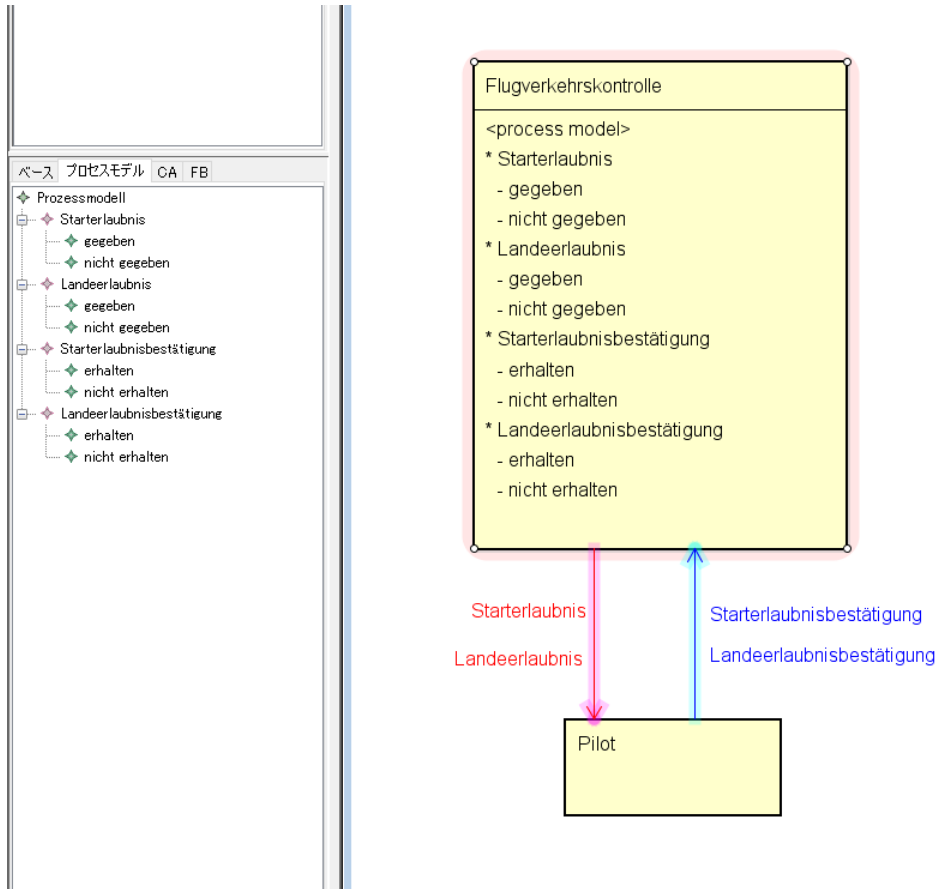 ベース プロセスモデル CA FB
Prozessmodell
Starterlaubnis
gegeben
nicht gegeben
Landeerlaubnis
gegeben
nicht gegeben
Starterlaubnisbestätigung
erhalten
nicht erhalten
Landeerlaubnisbestätigung
erhalten
nicht erhalten
Flugverkehrskontrolle
<process model>
* Starterlaubnis
- gegeben
- nicht gegeben
* Landeerlaubnis
- gegeben
- nicht gegeben
* Starterlaubnisbestätigung
- erhalten
- nicht erhalten
* Landeerlaubnisbestätigung
- erhalten
- nicht erhalten
Starterlaubnis
Landeerlaubnis
Starterlaubnisbestätigung
Landeerlaubnisbestätigung
Pilot